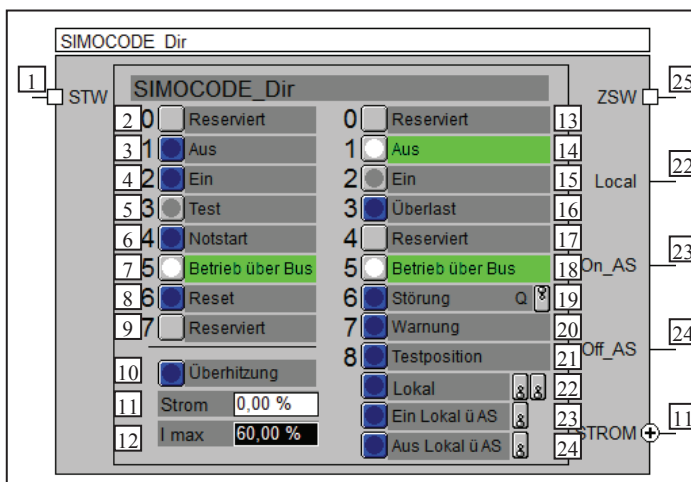 SIMOCODE_Dir
1 STW SIMOCODE_Dir ZSW 25
2 0 Reserviert 0 Reserviert 13
3 1 Aus 1 Aus 14
4 2 Ein 2 Ein 15 Local 22
5 3 Test 3 Überlast 16
6 4 Notstart 4 Reserviert 17
7 5 Betrieb über Bus 5 Betrieb über Bus 18 On_AS 23
8 6 Reset 6 Störung Q 19
9 7 Reserviert 7 Warnung 20
8 Testposition 21 Off_AS 24
10 Überhitzung Lokal 22
11 Strom 0,00 % Ein Lokal ü AS 23
12 I max 60,00 % Aus Lokal ü AS 24 STROM 11